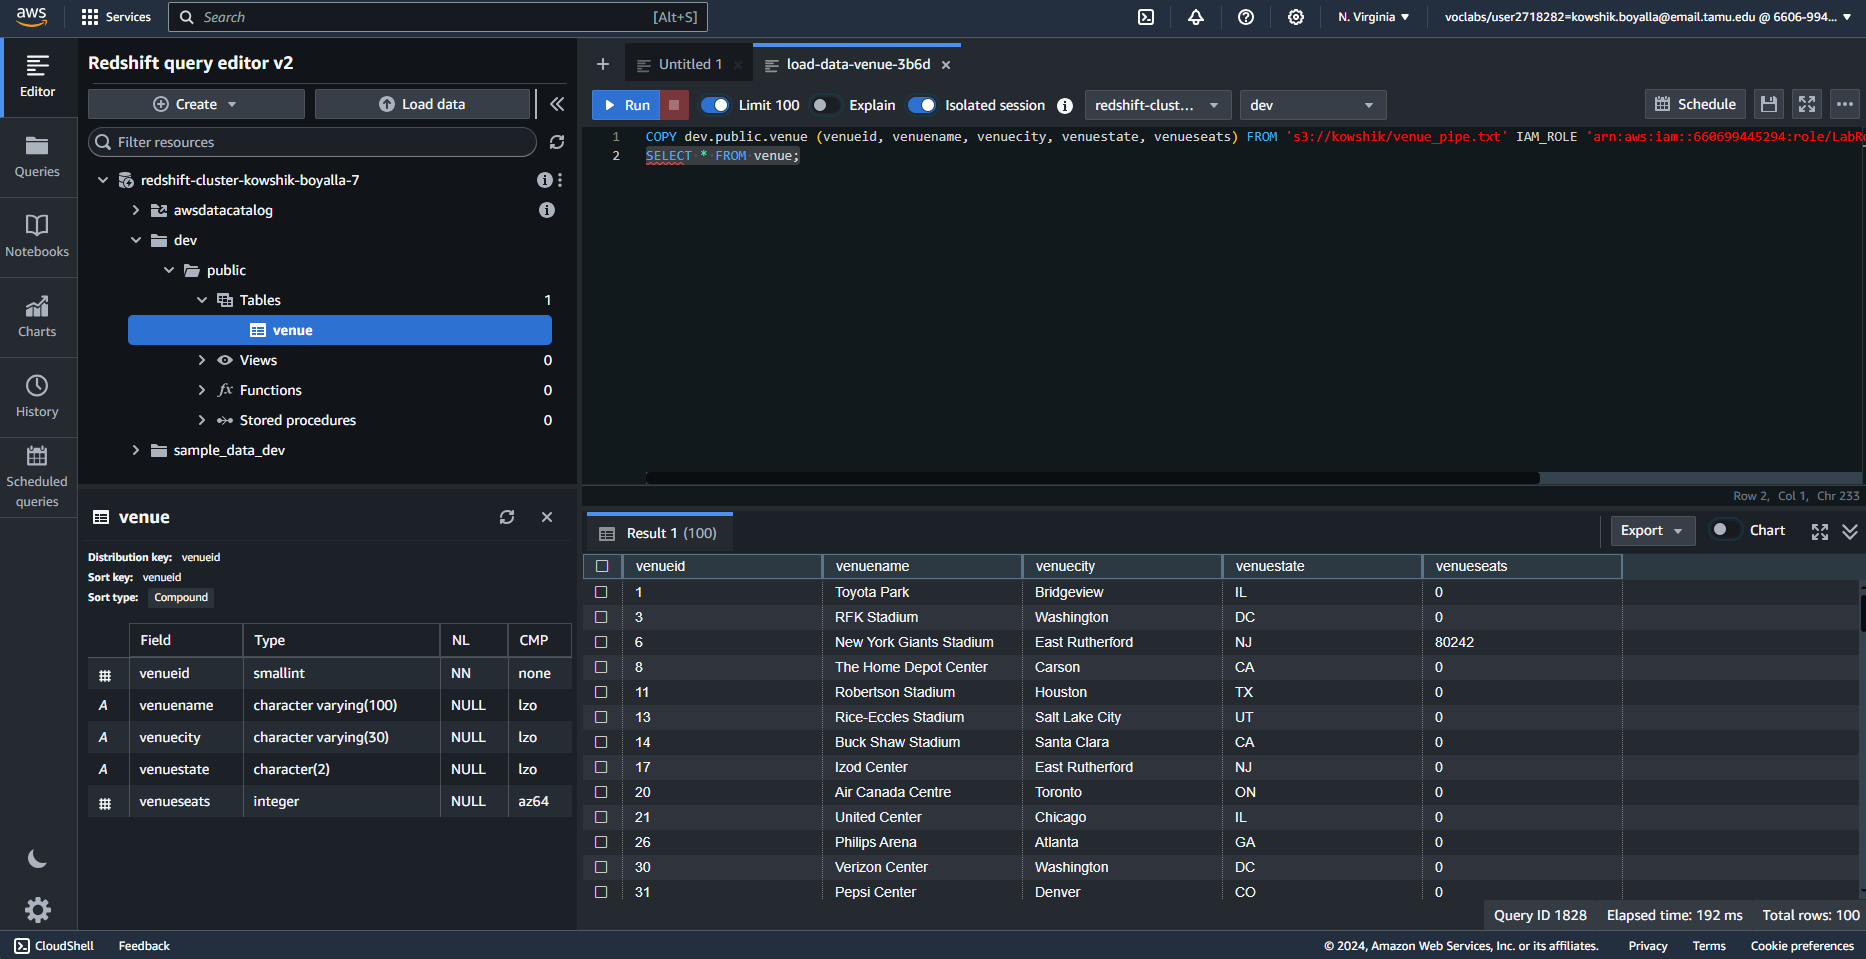 aws Services Search [Alt+S] N. Virginia voclabs/user2718282=kowshik.boyalla@email.tamu.edu @ 6606-994...
Editor
Queries
Notebooks
Charts
History
Scheduled
queries
Redshift query editor v2
Create Load data
Filter resources
redshift-cluster-kowshik-boyalla-7
awsdatacatalog
dev
public
Tables 1
venue
Views 0
fx Functions 0
Stored procedures 0
sample_data_dev
venue
Distribution key: venueid
Sort key: venueid
Sort type: Compound
Field Type NL CMP
venueid smallint NN none
A venuename character varying(100) NULL lzo
A venuecity character varying(30) NULL lzo
A venuestate character(2) NULL lzo
venueseats integer NULL az64
Untitled 1 load-data-venue-3b6d
Run Limit 100 Explain Isolated session redshift-clust... dev Schedule
1 COPY dev.public.venue (venueid, venuename, venuecity, venuestate, venueseats) FROM 's3://kowshik/venue_pipe.txt' IAM_ROLE 'arn:aws:iam::660699445294:role/LabR
2 SELECT * FROM venue;
Row 2, Col 1, Chr 233
Result 1 (100) Export Chart
venueid venuename venuecity venuestate venueseats
1 Toyota Park Bridgeview IL 0
3 RFK Stadium Washington DC 0
6 New York Giants Stadium East Rutherford NJ 80242
8 The Home Depot Center Carson CA 0
11 Robertson Stadium Houston TX 0
13 Rice-Eccles Stadium Salt Lake City UT 0
14 Buck Shaw Stadium Santa Clara CA 0
17 Izod Center East Rutherford NJ 0
20 Air Canada Centre Toronto ON 0
21 United Center Chicago IL 0
26 Philips Arena Atlanta GA 0
30 Verizon Center Washington DC 0
31 Pepsi Center Denver CO 0
Query ID 1828 Elapsed time: 192 ms Total rows: 100
CloudShell Feedback © 2024, Amazon Web Services, Inc. or its affiliates. Privacy Terms Cookie preferences